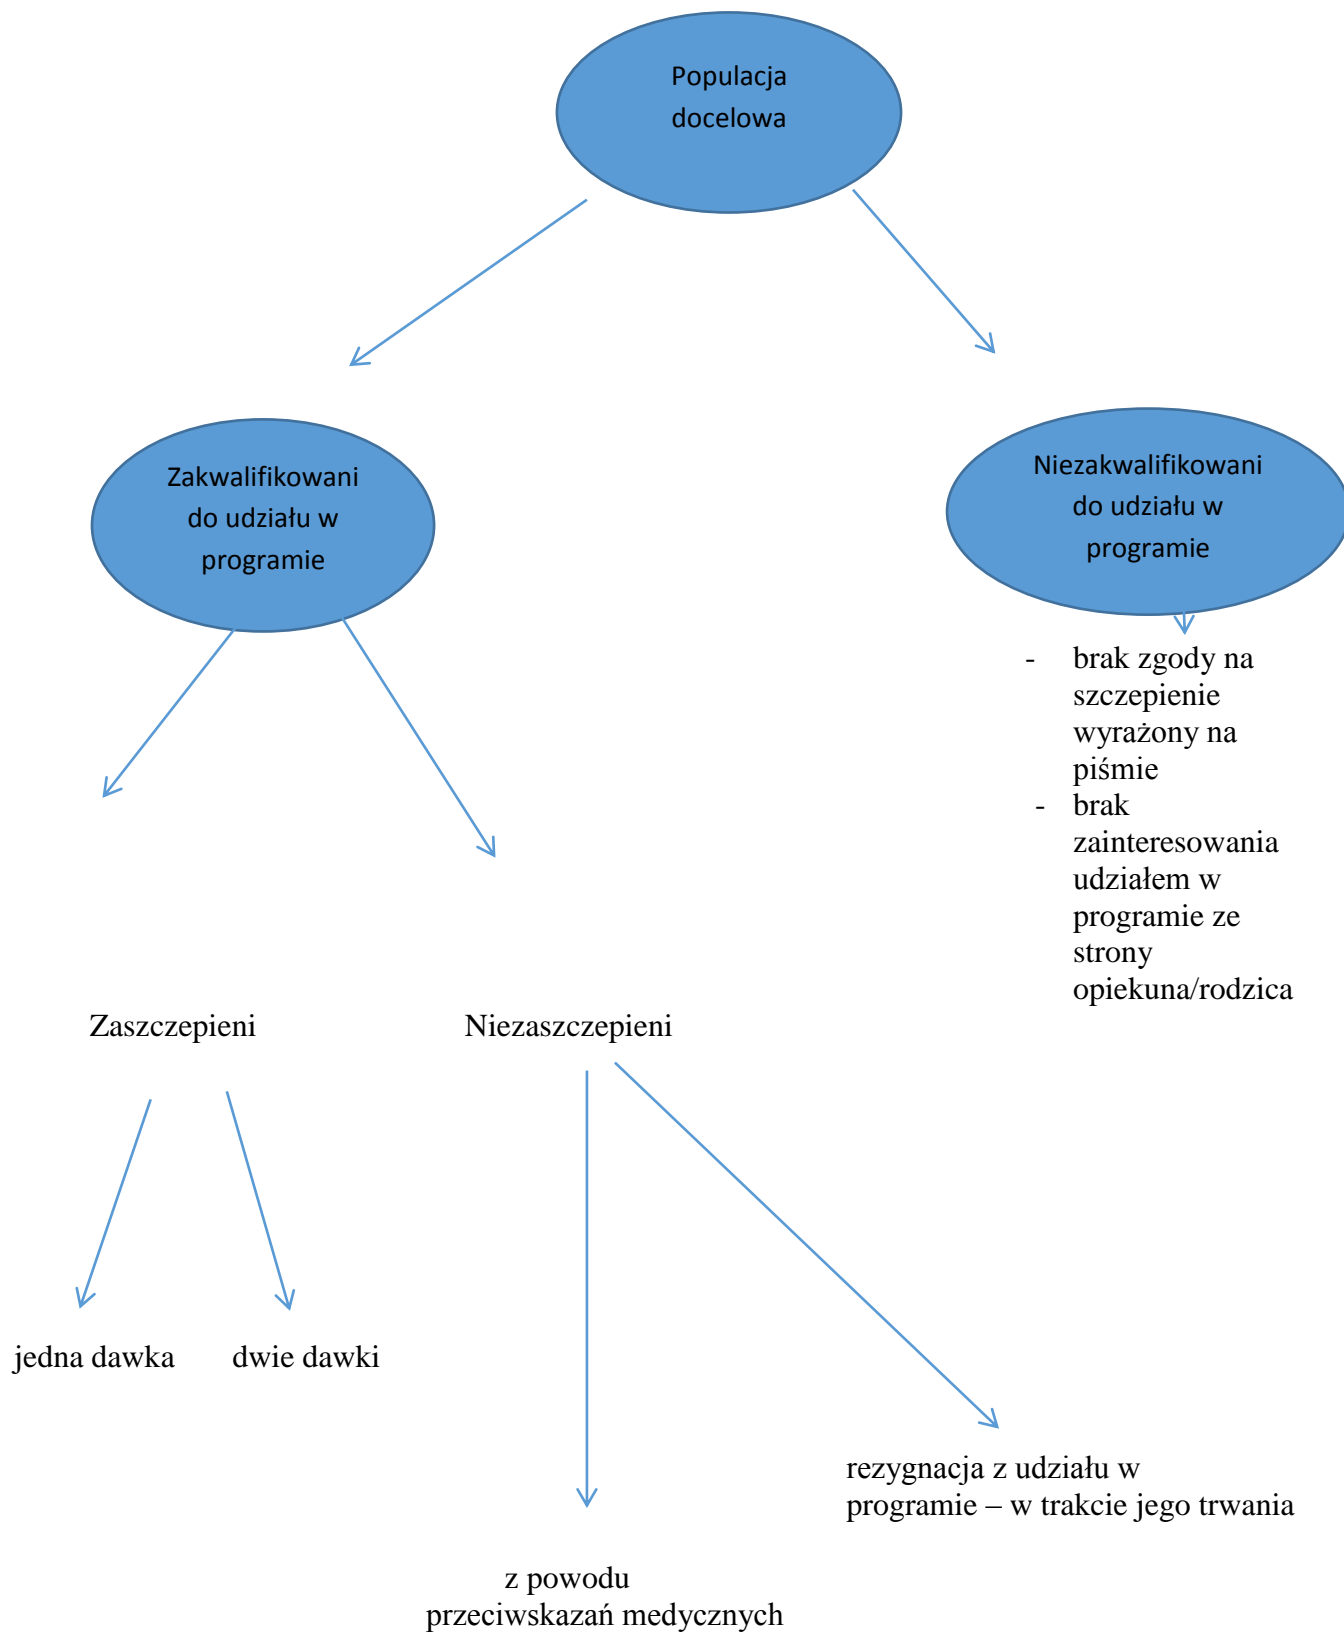 Populacja
docelowa
Zakwalifikowani
do udziału w
programie
Niezakwalifikowani
do udziału w
programie
- brak zgody na
szczepienie
wyrażony na
piśmie
- brak
zainteresowania
udziałem w
programie ze
strony
opiekuna/rodzica
Zaszczepieni
Niezaszczepieni
jedna dawka
dwie dawki
rezygnacja z udziału w
programie – w trakcie jego trwania
z powodu
przeciwskazań medycznych